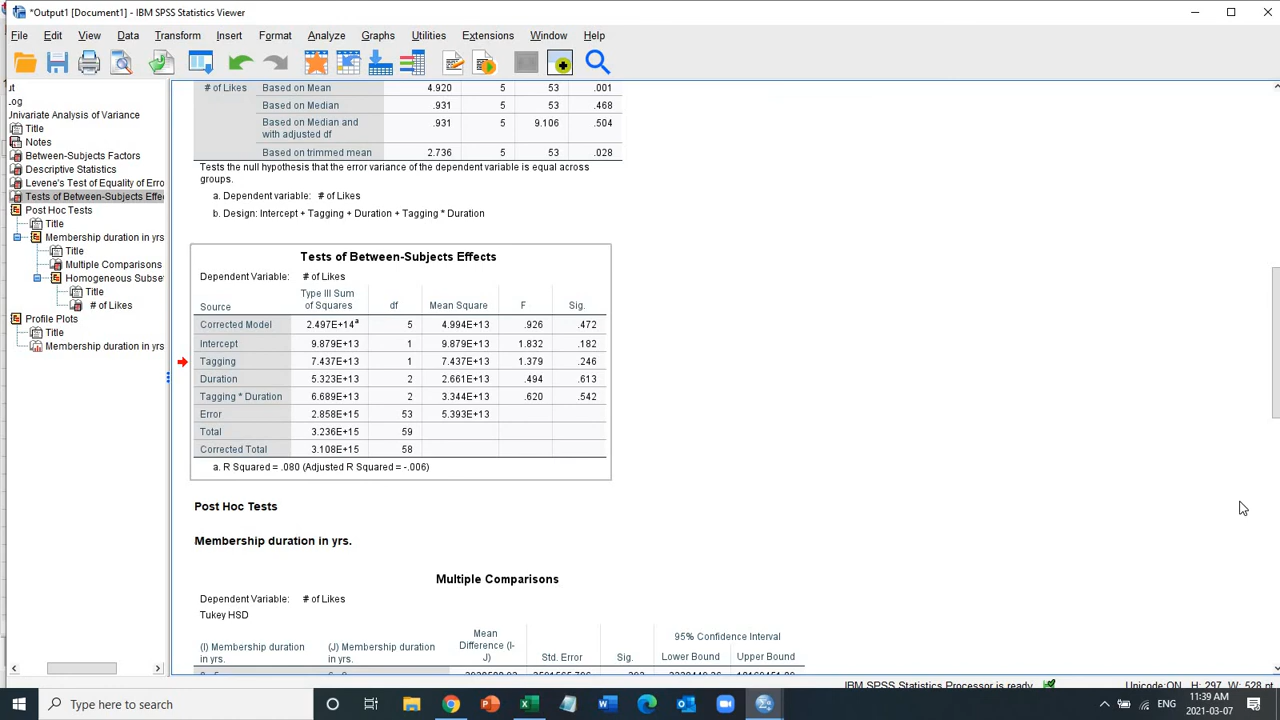 *Output1 [Document1] - IBM SPSS Statistics Viewer
File Edit View Data Transform Insert Format Analyze Graphs Utilities Extensions Window Help
ut
Log
Univariate Analysis of Variance
Title
Notes
Between-Subjects Factors
Descriptive Statistics
Levene's Test of Equality of Erro
Tests of Between-Subjects Effe
Post Hoc Tests
Title
Membership duration in yrs
Title
Multiple Comparisons
Homogeneous Subse
Title
# of Likes
Profile Plots
Title
Membership duration in yrs
# of Likes Based on Mean 4.920 5 53 .001
Based on Median .931 5 53 .468
Based on Median and with adjusted df .931 5 9.106 .504
Based on trimmed mean 2.736 5 53 .028
Tests the null hypothesis that the error variance of the dependent variable is equal across
groups.
a. Dependent variable: # of Likes
b. Design: Intercept + Tagging + Duration + Tagging * Duration
Tests of Between-Subjects Effects
Dependent Variable: # of Likes
Source Type III Sum of Squares df Mean Square F Sig.
Corrected Model 2.497E+14ª 5 4.994E+13 .926 .472
Intercept 9.879E+13 1 9.879E+13 1.832 .182
Tagging 7.437E+13 1 7.437E+13 1.379 .246
Duration 5.323E+13 2 2.661E+13 .494 .613
Tagging * Duration 6.689E+13 2 3.344E+13 .620 .542
Error 2.858E+15 53 5.393E+13
Total 3.236E+15 59
Corrected Total 3.108E+15 58
a. R Squared = .080 (Adjusted R Squared = -.006)
Post Hoc Tests
Membership duration in yrs.
Multiple Comparisons
Dependent Variable: # of Likes
Tukey HSD
(I) Membership duration in yrs. (J) Membership duration in yrs. Mean Difference (I-J) Std. Error Sig. 95% Confidence Interval
Lower Bound Upper Bound
IBM SPSS Statistics Processor is ready
Unicode:ON H: 297, W: 528 pt
Type here to search
ENG
11:39 AM
2021-03-07